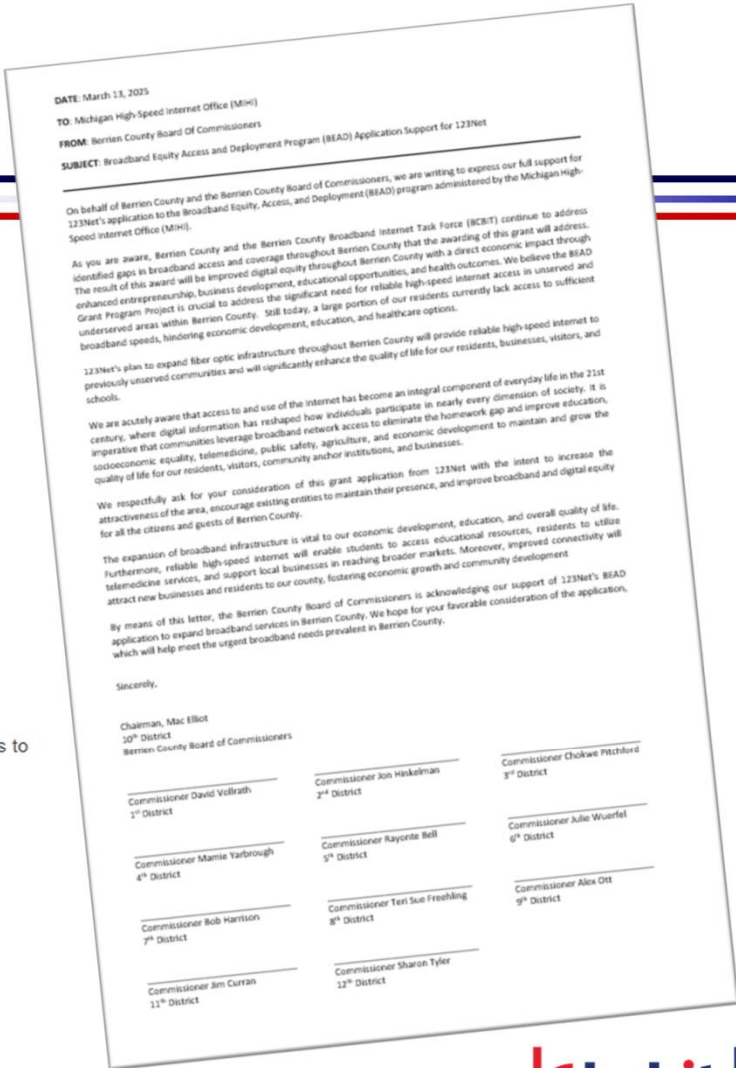 DATE: March 13, 2025
TO: Michigan High-Speed Internet Office (MIHI)
FROM: Berrien County Board Of Commissioners
SUBJECT: Broadband Equity Access and Deployment Program (BEAD) Application Support for 123Net
On behalf of Berrien County and the Berrien County Board of Commissioners, we are writing to express our full support for
123Net's application to the Broadband Equity, Access, and Deployment (BEAD) program administered by the Michigan High-
Speed Internet Office (MIHI).
As you are aware, Berrien County and the Berrien County Broadband Internet Task Force (BCBIT) continue to address
identified gaps in broadband access and coverage throughout Berrien County that the awarding of this grant will address.
The result of this award will be improved digital equity throughout Berrien County with a direct economic impact through
enhanced entrepreneurship, business development, educational opportunities, and health outcomes. We believe the BEAD
Grant Program Project is crucial to address the significant need for reliable high-speed internet access in unserved and
underserved areas within Berrien County. Still today, a large portion of our residents currently lack access to sufficient
broadband speeds, hindering economic development, education, and healthcare options.
123Net's plan to expand fiber optic infrastructure throughout Berrien County will provide reliable high-speed internet to
previously unserved communities and will significantly enhance the quality of life for our residents, businesses, visitors, and
schools.
We are acutely aware that access to and use of the Internet has become an integral component of everyday life in the 21st
century, where digital information has reshaped how individuals participate in nearly every dimension of society. It is
imperative that communities leverage broadband network access to eliminate the homework gap and improve education,
socioeconomic equality, telemedicine, public safety, agriculture, and economic development to maintain and grow the
quality of life for our residents, visitors, community anchor institutions, and businesses.
We respectfully ask for your consideration of this grant application from 123Net with the intent to increase the
attractiveness of the area, encourage existing entities to maintain their presence, and improve broadband and digital equity
for all the citizens and guests of Berrien County.
The expansion of broadband infrastructure is vital to our economic development, education, and overall quality of life.
Furthermore, reliable high-speed internet will enable students to access educational resources, residents to utilize
telemedicine services, and support local businesses in reaching broader markets. Moreover, improved connectivity will
attract new businesses and residents to our county, fostering economic growth and community development
By means of this letter, the Berrien County Board of Commissioners is acknowledging our support of 123Net's BEAD
application to expand broadband services in Berrien County. We hope for your favorable consideration of the application,
which will help meet the urgent broadband needs prevalent in Berrien County.
Sincerely,
Chairman, Mac Elliot
10th District
Berrien County Board of Commissioners
s to
Commissioner David Vollrath
1st District
Commissioner Jon Hinkelman
2nd District
Commissioner Chokwe Pitchford
3rd District
Commissioner Mamie Yarbrough
4th District
Commissioner Rayonte Bell
5th District
Commissioner Julie Wuerfel
6th District
Commissioner Bob Harrison
7th District
Commissioner Teri Sue Freehling
8th District
Commissioner Alex Ott
9th District
Commissioner Jim Curran
11th District
Commissioner Sharon Tyler
12th District